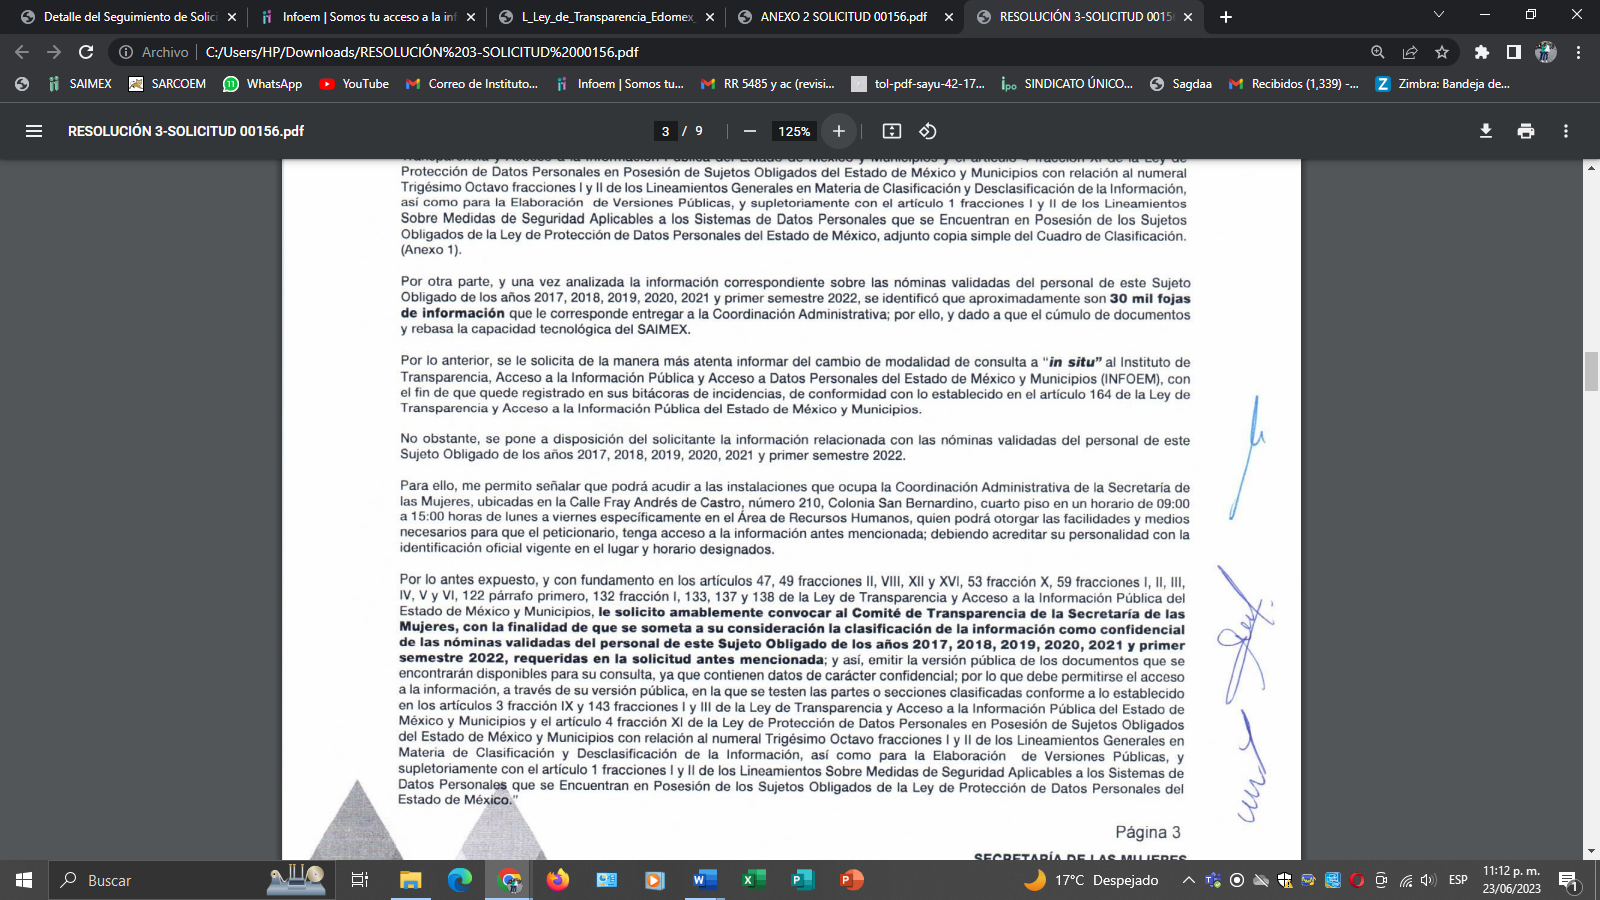 Detalle del Seguimiento de Solici
Infoem | Somos tu acceso a la inf
L_Ley_de_Transparencia_Edomex_
ANEXO 2 SOLICITUD 00156.pdf
RESOLUCIÓN 3-SOLICITUD 0015
Archivo
C:/Users/HP/Downloads/RESOLUCIÓN%203-SOLICITUD%2000156.pdf
SAIMEX
SARCOEM
WhatsApp
YouTube
Correo de Instituto...
Infoem | Somos tu...
RR 5485 y ac (revisi...
tol-pdf-sayu-42-17...
SINDICATO ÚNICO...
Sagdaa
Recibidos (1,339) -...
Zimbra: Bandeja de...
RESOLUCIÓN 3-SOLICITUD 00156.pdf
3 / 9
125%
Transparencia y Acceso a la Información Pública del Estado de México y Municipios y el artículo 4 fracción XI de la Ley de
Protección de Datos Personales en Posesión de Sujetos Obligados del Estado de México y Municipios con relación al numeral
Trigésimo Octavo fracciones I y II de los Lineamientos Generales en Materia de Clasificación y Desclasificación de la Información,
así como para la Elaboración de Versiones Públicas, y supletoriamente con el artículo 1 fracciones I y II de los Lineamientos
Sobre Medidas de Seguridad Aplicables a los Sistemas de Datos Personales que se Encuentran en Posesión de los Sujetos
Obligados de la Ley de Protección de Datos Personales del Estado de México, adjunto copia simple del Cuadro de Clasificación.
(Anexo 1).
Por otra parte, y una vez analizada la información correspondiente sobre las nóminas validadas del personal de este Sujeto
Obligado de los años 2017, 2018, 2019, 2020, 2021 y primer semestre 2022, se identificó que aproximadamente son 30 mil fojas
de información que le corresponde entregar a la Coordinación Administrativa; por ello, y dado a que el cúmulo de documentos
y rebasa la capacidad tecnológica del SAIMEX.
Por lo anterior, se le solicita de la manera más atenta informar del cambio de modalidad de consulta a "in situ" al Instituto de
Transparencia, Acceso a la Información Pública y Acceso a Datos Personales del Estado de México y Municipios (INFOEM), con
el fin de que quede registrado en sus bitácoras de incidencias, de conformidad con lo establecido en el artículo 164 de la Ley de
Transparencia y Acceso a la Información Pública del Estado de México y Municipios.
No obstante, se pone a disposición del solicitante la información relacionada con las nóminas validadas del personal de este
Sujeto Obligado de los años 2017, 2018, 2019, 2020, 2021 y primer semestre 2022.
Para ello, me permito señalar que podrá acudir a las instalaciones que ocupa la Coordinación Administrativa de la Secretaría de
las Mujeres, ubicadas en la Calle Fray Andrés de Castro, número 210, Colonia San Bernardino, cuarto piso en un horario de 09:00
a 15:00 horas de lunes a viernes específicamente en el Área de Recursos Humanos, quien podrá otorgar las facilidades y medios
necesarios para que el peticionario, tenga acceso a la información antes mencionada; debiendo acreditar su personalidad con la
identificación oficial vigente en el lugar y horario designados.
Por lo antes expuesto, y con fundamento en los artículos 47, 49 fracciones II, VIII, XII y XVI, 53 fracción X, 59 fracciones I, II, III,
IV, V y VI, 122 párrafo primero, 132 fracción I, 133, 137 y 138 de la Ley de Transparencia y Acceso a la Información Pública del
Estado de México y Municipios, le solicito amablemente convocar al Comité de Transparencia de la Secretaría de las
Mujeres, con la finalidad de que se someta a su consideración la clasificación de la información como confidencial
de las nóminas validadas del personal de este Sujeto Obligado de los años 2017, 2018, 2019, 2020, 2021 y primer
semestre 2022, requeridas en la solicitud antes mencionada; y así, emitir la versión pública de los documentos que se
encontrarán disponibles para su consulta, ya que contienen datos de carácter confidencial; por lo que debe permitirse el acceso
a la información, a través de su versión pública, en la que se testen las partes o secciones clasificadas conforme a lo establecido
en los artículos 3 fracción IX y 143 fracciones I y III de la Ley de Transparencia y Acceso a la Información Pública del Estado de
México y Municipios y el artículo 4 fracción XI de la Ley de Protección de Datos Personales en Posesión de Sujetos Obligados
del Estado de México y Municipios con relación al numeral Trigésimo Octavo fracciones I y II de los Lineamientos Generales en
Materia de Clasificación y Desclasificación de la Información, así como para la Elaboración de Versiones Públicas, y
supletoriamente con el artículo 1 fracciones I y II de los Lineamientos Sobre Medidas de Seguridad Aplicables a los Sistemas de
Datos Personales que se Encuentran en Posesión de los Sujetos Obligados de la Ley de Protección de Datos Personales del
Estado de México."
Página 3
SECRETARÍA DE LAS MUJERES
Buscar
17°C Despejado
ESP
11:12 p. m.
23/06/2023
1